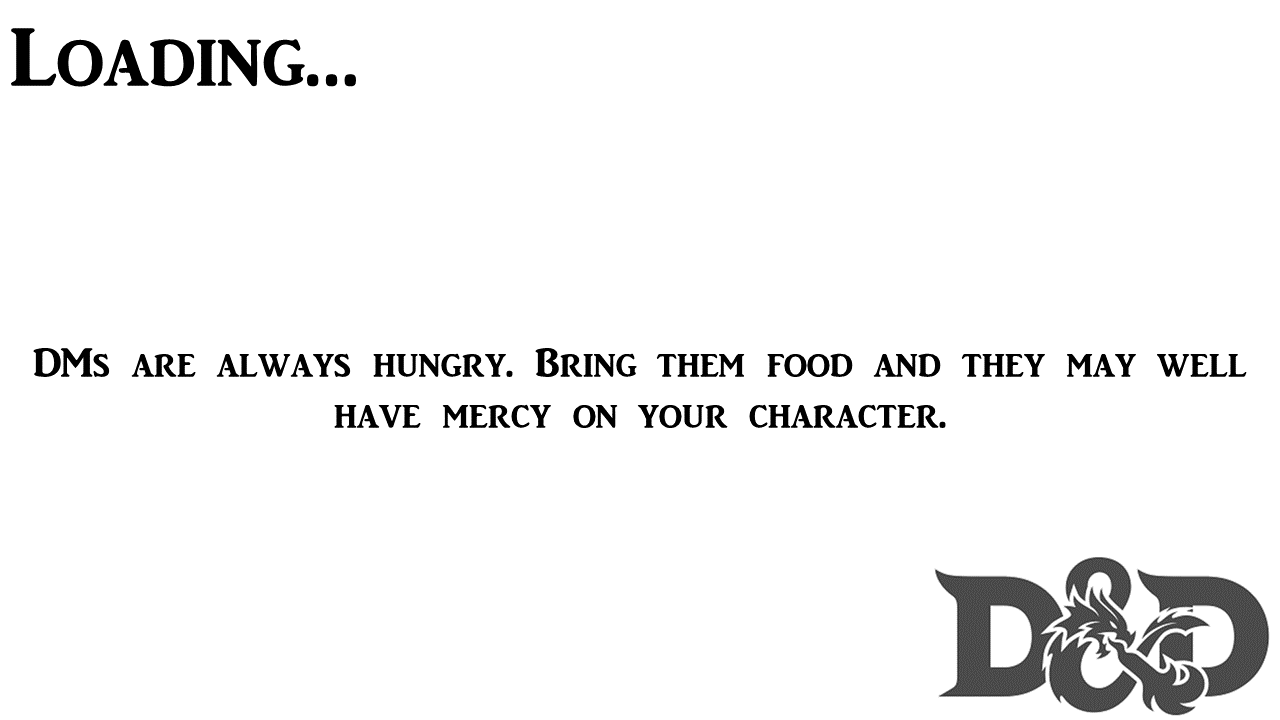 Loading...
DMs are always hungry. Bring them food and they may well
have mercy on your character.
D&D